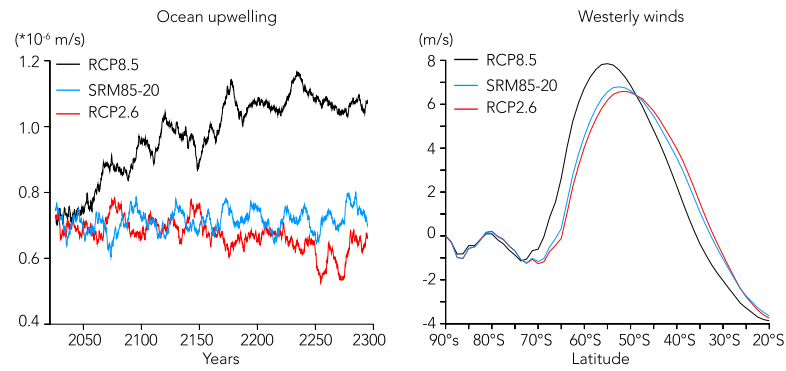 Ocean upwelling
(*10⁻⁶ m/s)
1.2
1.0
0.8
0.6
0.4
RCP8.5
SRM85-20
RCP2.6
2050 2100 2150 2200 2250 2300
Years
Westerly winds
(m/s)
8
6
4
2
0
-2
-4
RCP8.5
SRM85-20
RCP2.6
90°S 80°S 70°S 60°S 50°S 40°S 30°S 20°S
Latitude